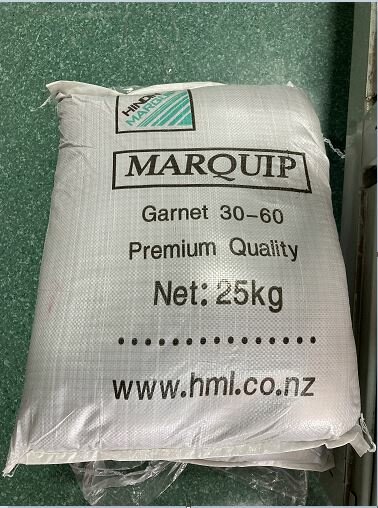 MARQUIP
Garnet 30-60
Premium Quality
Net: 25kg
www.hml.co.nz